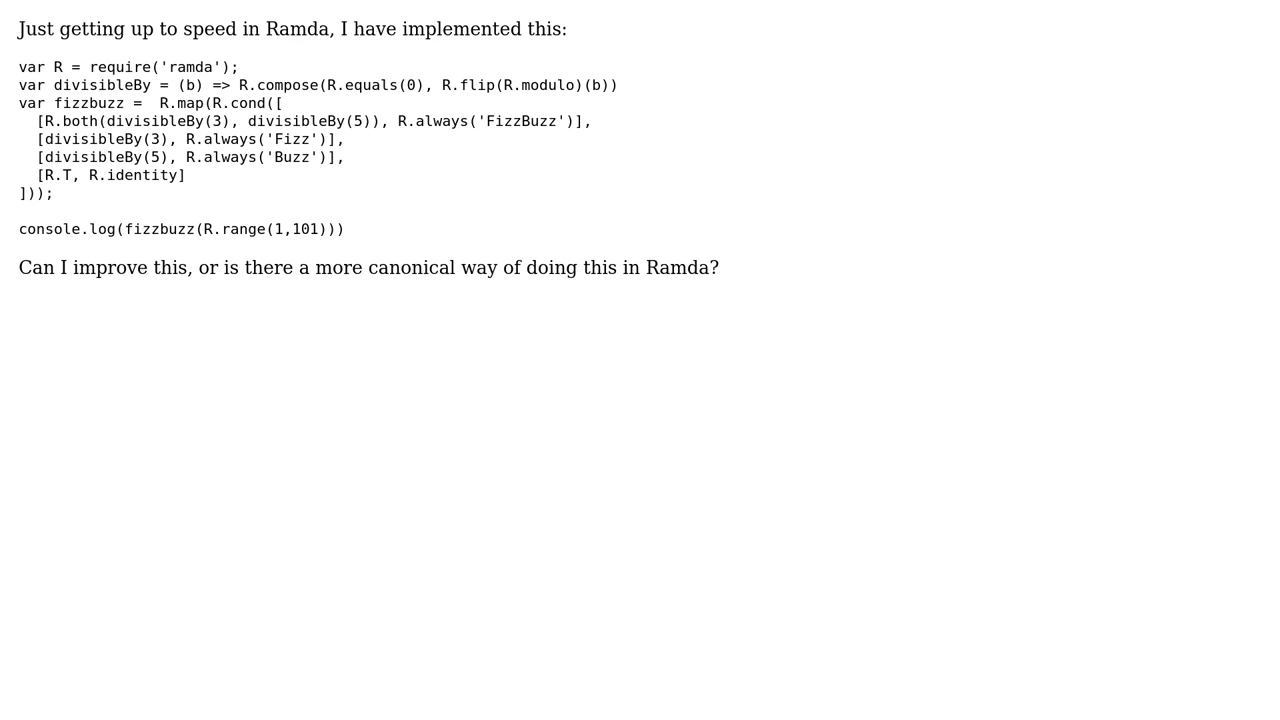 Just getting up to speed in Ramda, I have implemented this:
var R = require('ramda');
var divisibleBy = (b) => R.compose(R.equals(0), R.flip(R.modulo)(b))
var fizzbuzz =  R.map(R.cond([
  [R.both(divisibleBy(3), divisibleBy(5)), R.always('FizzBuzz')],
  [divisibleBy(3), R.always('Fizz')],
  [divisibleBy(5), R.always('Buzz')],
  [R.T, R.identity]
]));
console.log(fizzbuzz(R.range(1,101)))
Can I improve this, or is there a more canonical way of doing this in Ramda?